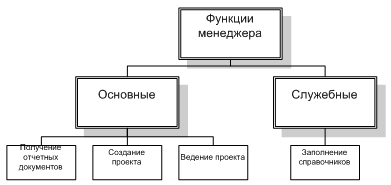 Функции
менеджера
Основные
Служебные
Получение
отчетных
документов
Создание
проекта
Ведение проекта
Заполнение
справочников